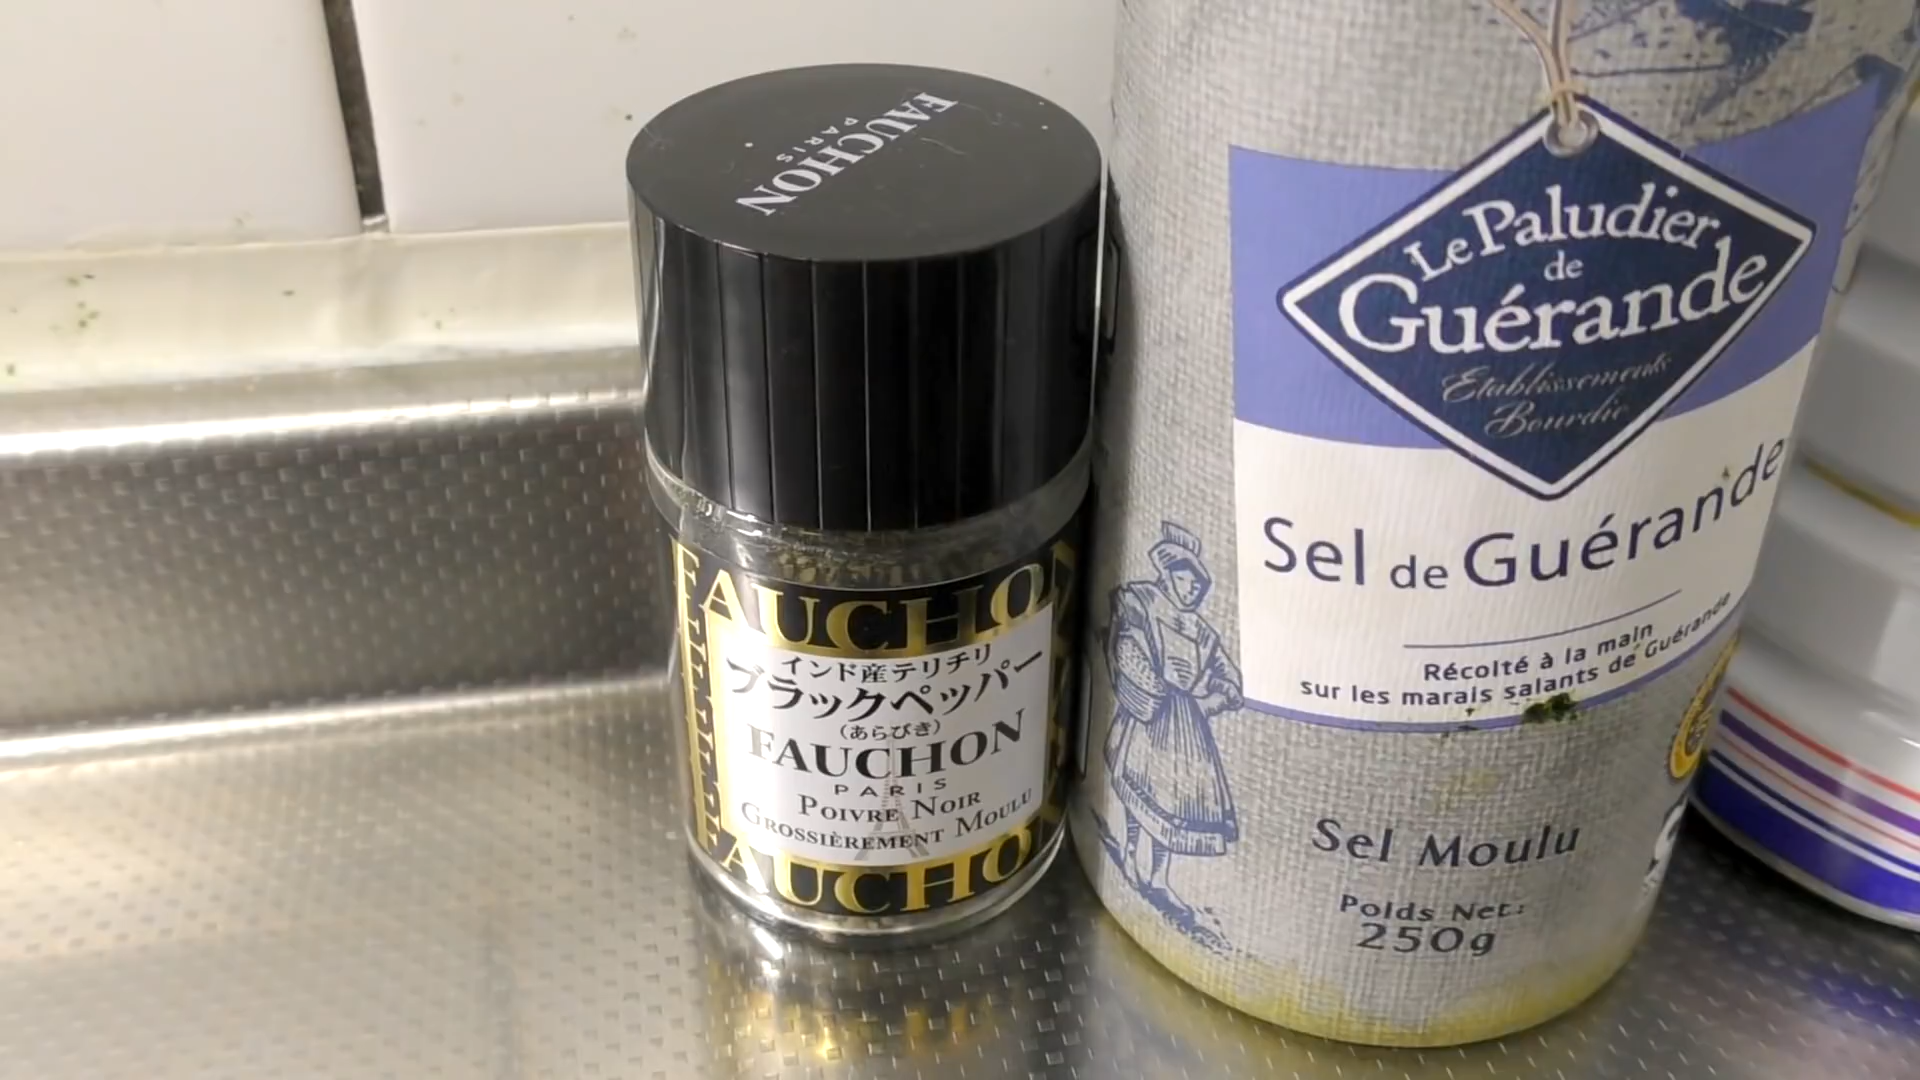 FAUCHON
PARIS
FAUCHON
インド産テリチリ
ブラックペッパー
(あらびき)
FAUCHON
PARIS
POIVRE NOIR
GROSSIÈREMENT MOULU
FAUCHON
Le Paludier
de
Guérande
Etablissements
Bourdic
Sel de Guérande
Récolté à la main
sur les marais salants de Guérande
Sel Moulu
Poids Net:
250g